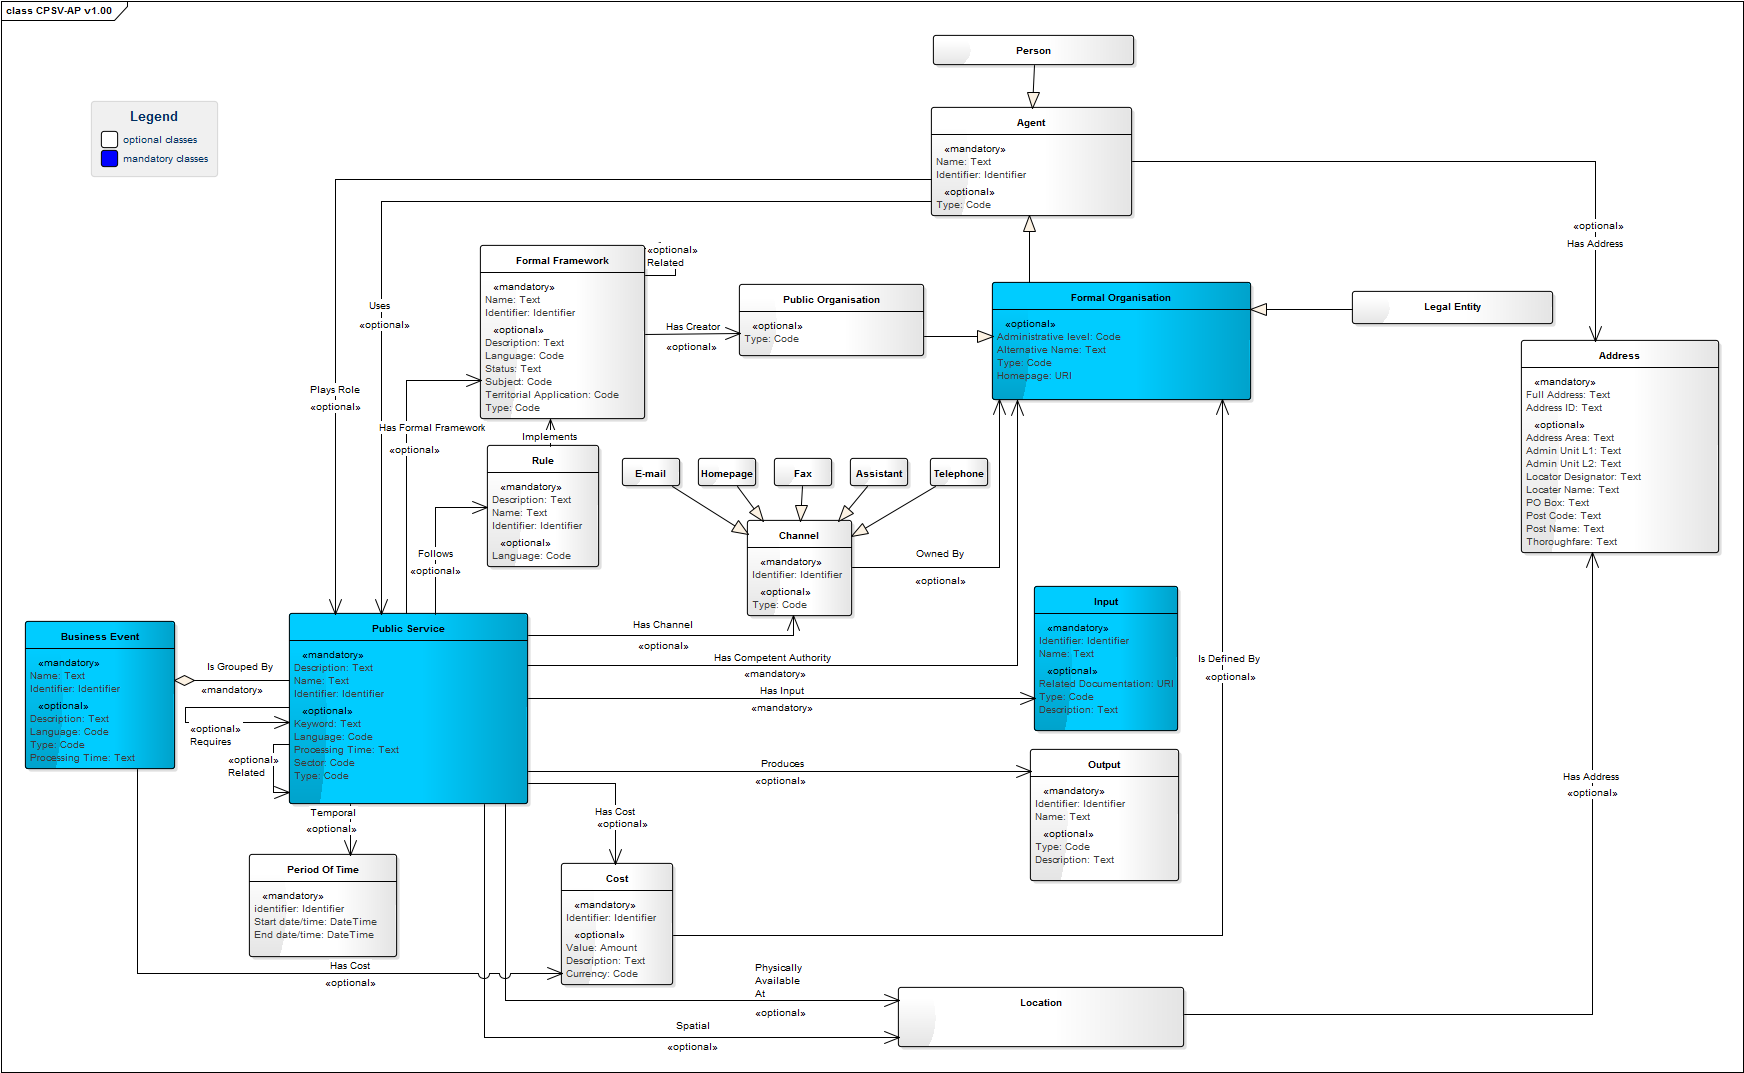 class CPSV-AP v1.00
Legend
optional classes
mandatory classes
Person
Agent
«mandatory»
Name: Text
Identifier: Identifier
«optional»
Type: Code
«optional»
Has Address
Uses
«optional»
Plays Role
«optional»
Formal Framework
«mandatory»
Name: Text
Identifier: Identifier
«optional»
Description: Text
Language: Code
Status: Text
Subject: Code
Territorial Application: Code
Type: Code
«optional»
Related
Has Creator
«optional»
Public Organisation
«optional»
Type: Code
Formal Organisation
«optional»
Administrative level: Code
Alternative Name: Text
Type: Code
Homepage: URI
Legal Entity
Address
«mandatory»
Full Address: Text
Address ID: Text
«optional»
Address Area: Text
Admin Unit L1: Text
Admin Unit L2: Text
Locator Designator: Text
Locater Name: Text
PO Box: Text
Post Code: Text
Post Name: Text
Thoroughfare: Text
Has Formal Framework
«optional»
Implements
Rule
«mandatory»
Description: Text
Name: Text
Identifier: Identifier
«optional»
Language: Code
Follows
«optional»
E-mail
Homepage
Fax
Assistant
Telephone
Channel
«mandatory»
Identifier: Identifier
«optional»
Type: Code
Owned By
«optional»
Business Event
«mandatory»
Name: Text
Identifier: Identifier
«optional»
Description: Text
Language: Code
Type: Code
Processing Time: Text
Is Grouped By
«mandatory»
«optional»
Requires
«optional»
Related
Public Service
«mandatory»
Description: Text
Name: Text
Identifier: Identifier
«optional»
Keyword: Text
Language: Code
Processing Time: Text
Sector: Code
Type: Code
Has Channel
«optional»
Has Competent Authority
«mandatory»
Has Input
«mandatory»
Input
«mandatory»
Identifier: Identifier
Name: Text
«optional»
Related Documentation: URI
Type: Code
Description: Text
Is Defined By
«optional»
Produces
«optional»
Output
«mandatory»
Identifier: Identifier
Name: Text
«optional»
Type: Code
Description: Text
Has Address
«optional»
Temporal
«optional»
Period Of Time
«mandatory»
identifier: Identifier
Start date/time: DateTime
End date/time: DateTime
Has Cost
«optional»
Cost
«mandatory»
Identifier: Identifier
«optional»
Value: Amount
Description: Text
Currency: Code
Has Cost
«optional»
Physically
Available
At
«optional»
Spatial
«optional»
Location